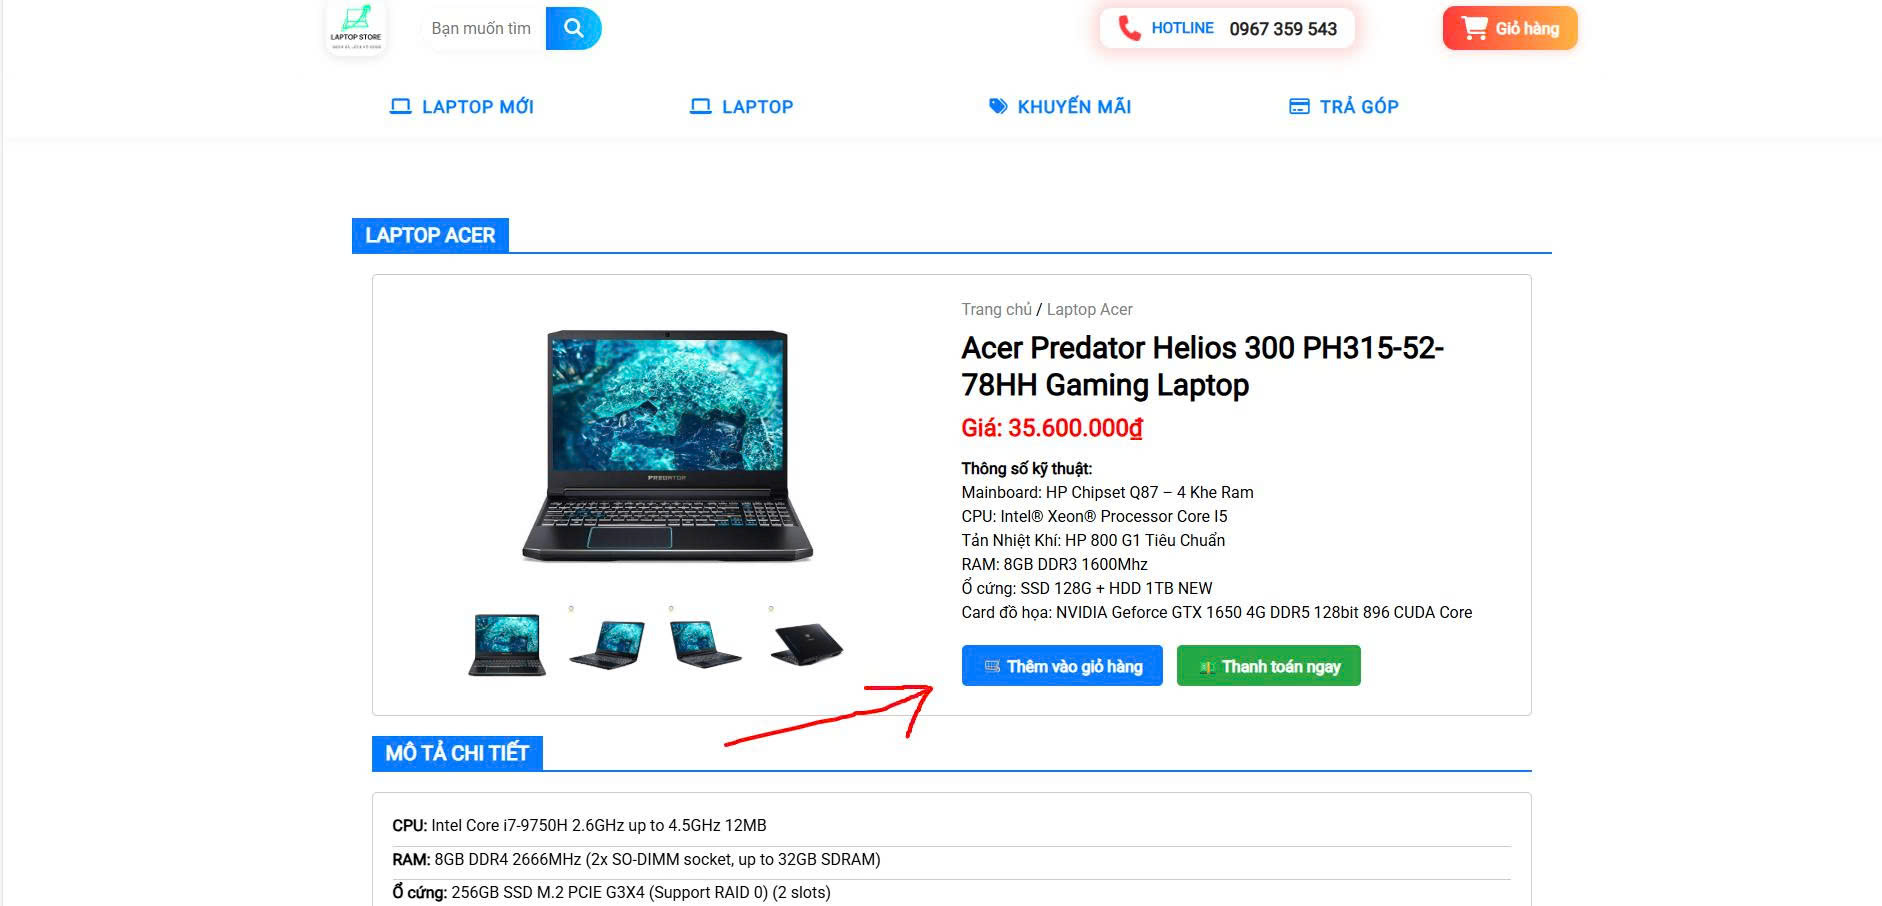 LAPTOP STORE
Bạn muốn tìm
HOTLINE 0967 359 543
Giỏ hàng
LAPTOP MỚI
LAPTOP
KHUYẾN MÃI
TRẢ GÓP
LAPTOP ACER
Trang chủ / Laptop Acer
Acer Predator Helios 300 PH315-52-
78HH Gaming Laptop
Giá: 35.600.000₫
Thông số kỹ thuật:
Mainboard: HP Chipset Q87 – 4 Khe Ram
CPU: Intel® Xeon® Processor Core I5
Tản Nhiệt Khí: HP 800 G1 Tiêu Chuẩn
RAM: 8GB DDR3 1600Mhz
Ổ cứng: SSD 128G + HDD 1TB NEW
Card đồ họa: NVIDIA Geforce GTX 1650 4G DDR5 128bit 896 CUDA Core
PREDATOR
Thêm vào giỏ hàng
Thanh toán ngay
MÔ TẢ CHI TIẾT
CPU: Intel Core i7-9750H 2.6GHz up to 4.5GHz 12MB
RAM: 8GB DDR4 2666MHz (2x SO-DIMM socket, up to 32GB SDRAM)
Ổ cứng: 256GB SSD M.2 PCIE G3X4 (Support RAID 0) (2 slots)